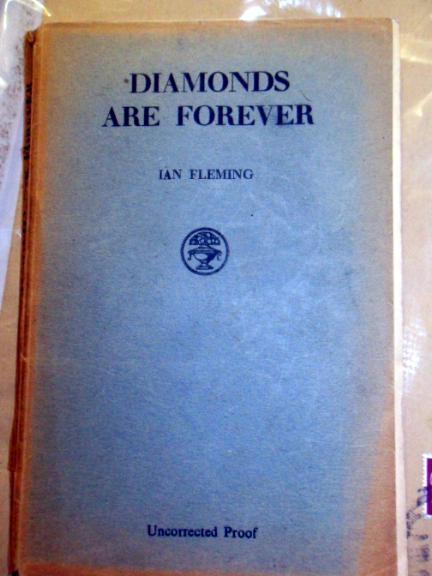 DIAMONDS
ARE FOREVER
IAN FLEMING
Uncorrected Proof